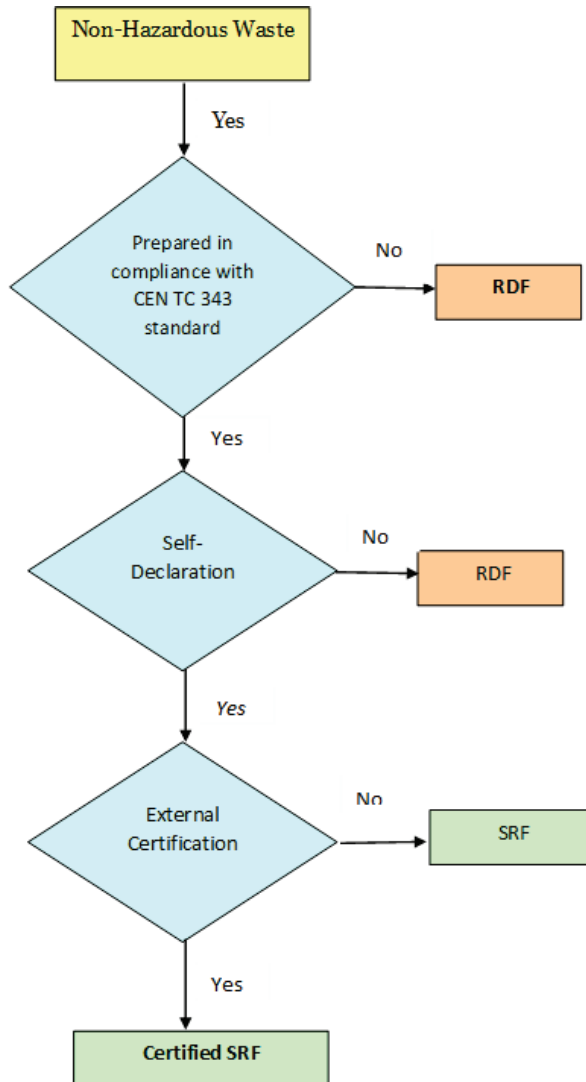 Non-Hazardous Waste
Yes
Prepared in
compliance with
CEN TC 343
standard
No
RDF
Yes
Self-
Declaration
No
RDF
Yes
External
Certification
No
SRF
Yes
Certified SRF